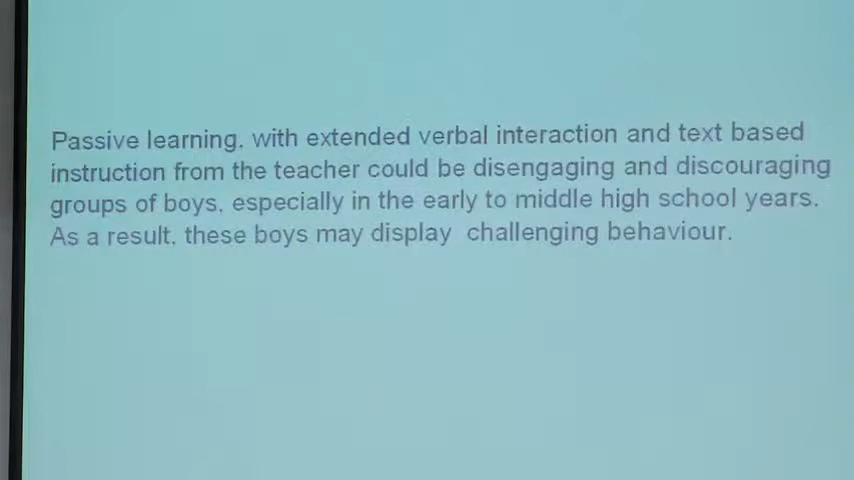 Passive learning, with extended verbal interaction and text based
instruction from the teacher could be disengaging and discouraging
groups of boys, especially in the early to middle high school years.
As a result, these boys may display challenging behaviour.